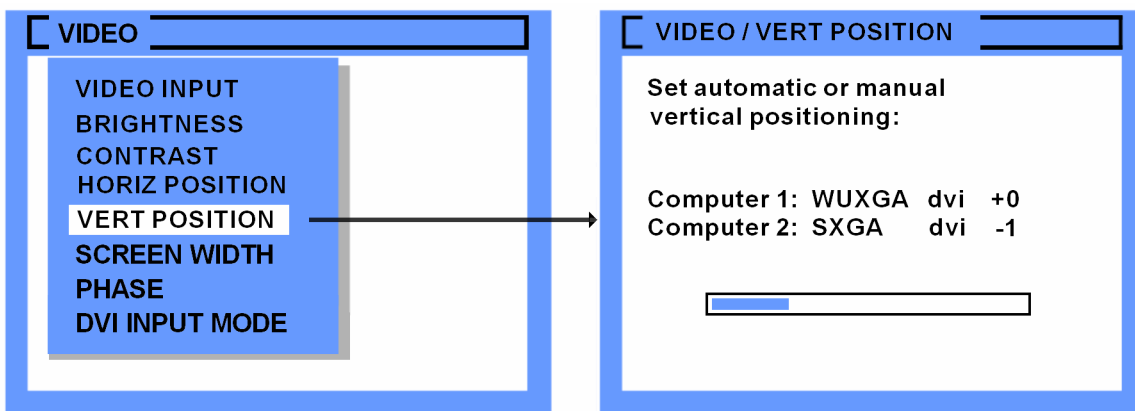 VIDEO
VIDEO INPUT
BRIGHTNESS
CONTRAST
HORIZ POSITION
VERT POSITION
SCREEN WIDTH
PHASE
DVI INPUT MODE
VIDEO / VERT POSITION
Set automatic or manual
vertical positioning:
Computer 1: WUXGA dvi +0
Computer 2: SXGA dvi -1